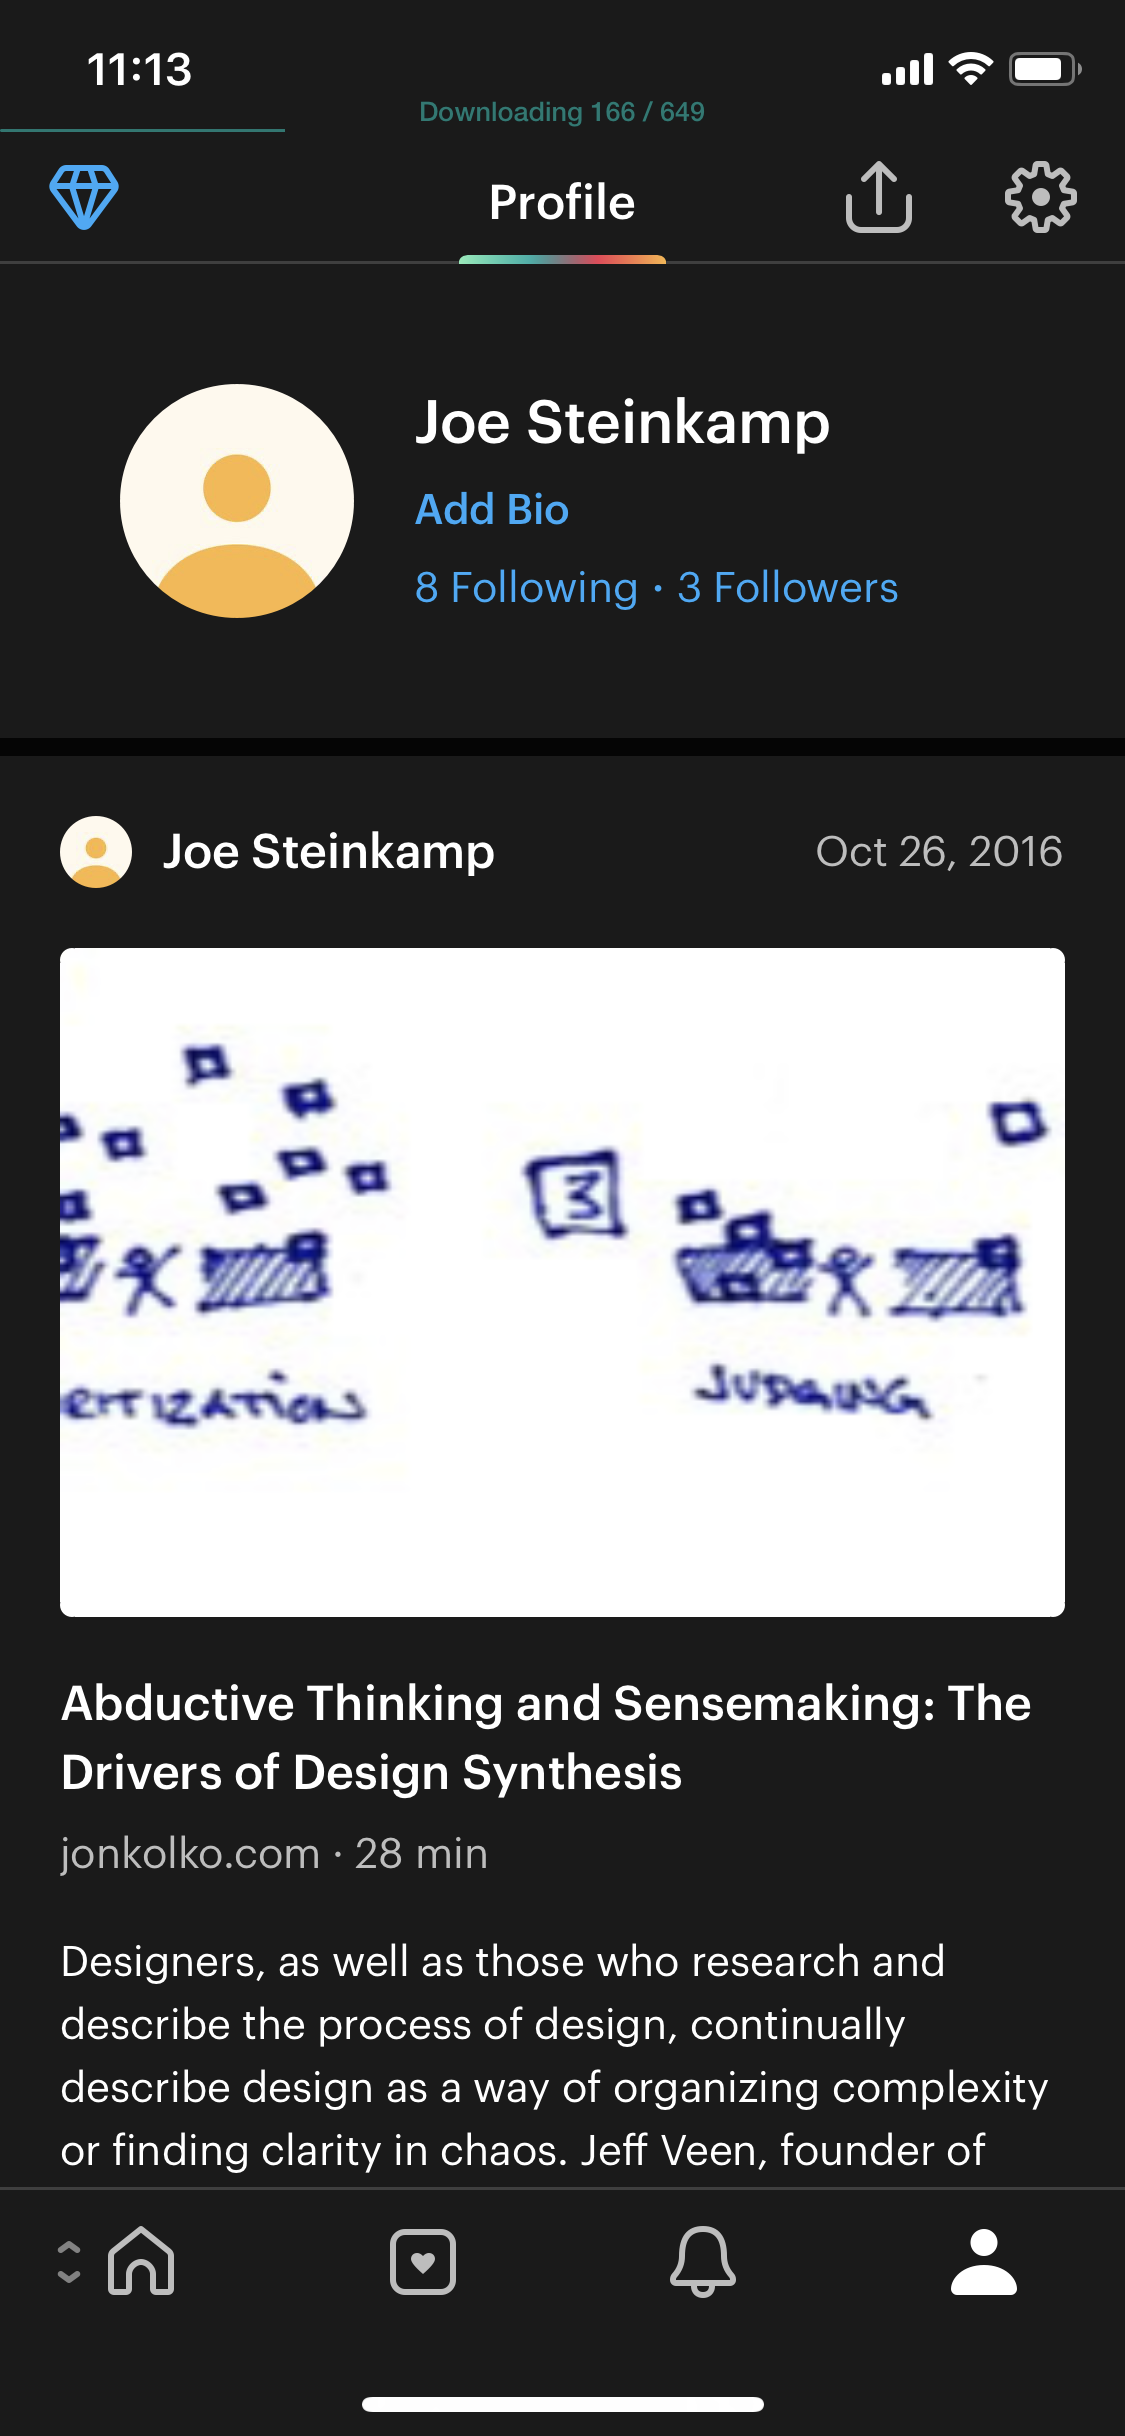 11:13
Downloading 166 / 649
Profile
Joe Steinkamp
Add Bio
8 Following · 3 Followers
Joe Steinkamp
Oct 26, 2016
3
ERTIZATION
JUDGING
Abductive Thinking and Sensemaking: The
Drivers of Design Synthesis
jonkolko.com · 28 min
Designers, as well as those who research and
describe the process of design, continually
describe design as a way of organizing complexity
or finding clarity in chaos. Jeff Veen, founder of